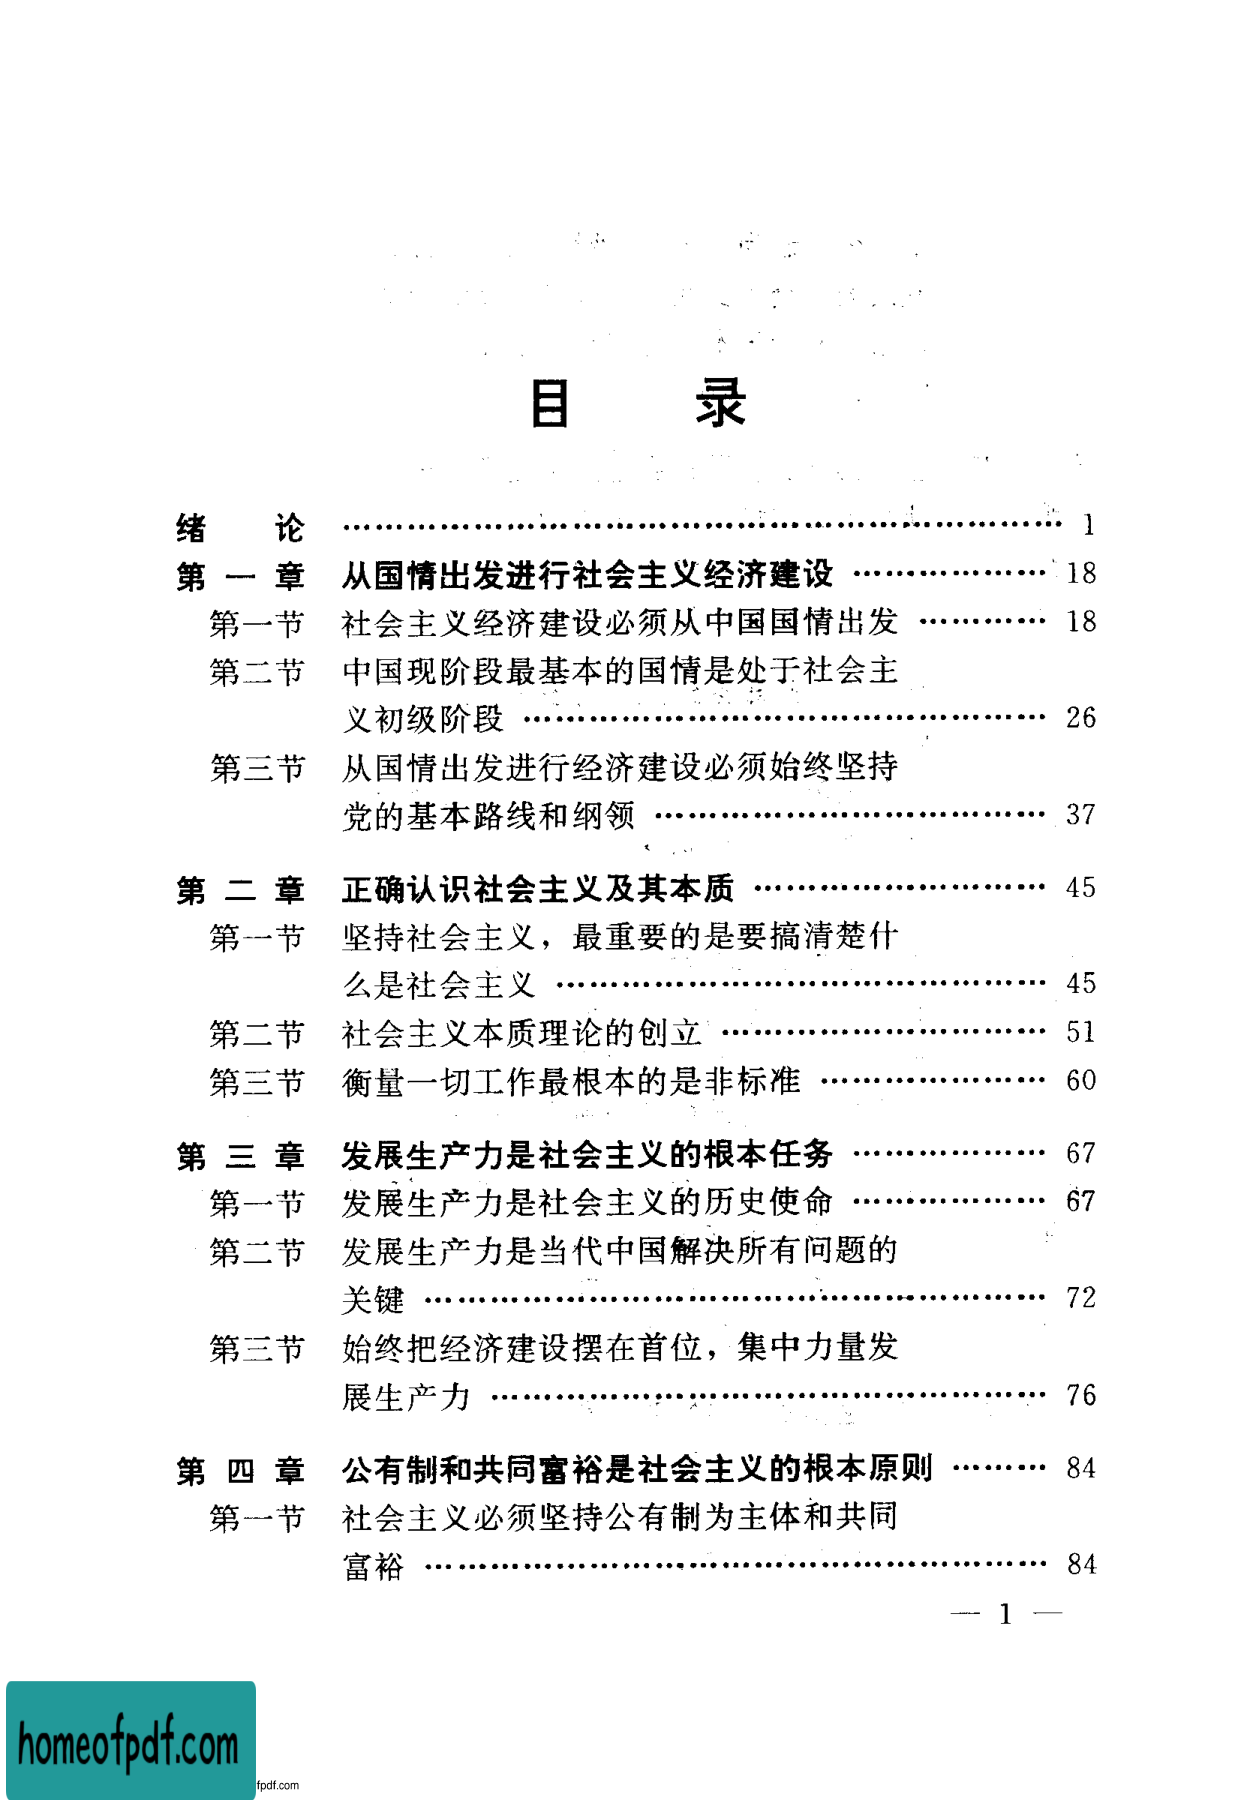 目 录
绪 论 …………………………………………………… 1
第 一 章 从国情出发进行社会主义经济建设 ……………… 18
第一节 社会主义经济建设必须从中国国情出发 ………… 18
第二节 中国现阶段最基本的国情是处于社会主
义初级阶段 ………………………………………… 26
第三节 从国情出发进行经济建设必须始终坚持
党的基本路线和纲领 ……………………………… 37
第 二 章 正确认识社会主义及其本质 ……………………… 45
第一节 坚持社会主义，最重要的是要搞清楚什
么是社会主义 ……………………………………… 45
第二节 社会主义本质理论的创立 ………………………… 51
第三节 衡量一切工作最根本的是非标准 ………………… 60
第 三 章 发展生产力是社会主义的根本任务 ……………… 67
第一节 发展生产力是社会主义的历史使命 ……………… 67
第二节 发展生产力是当代中国解决所有问题的
关键 ………………………………………………… 72
第三节 始终把经济建设摆在首位，集中力量发
展生产力 …………………………………………… 76
第 四 章 公有制和共同富裕是社会主义的根本原则 ……… 84
第一节 社会主义必须坚持公有制为主体和共同
富裕 ………………………………………………… 84
— 1 —
homeofpdf.com
fpdf.com